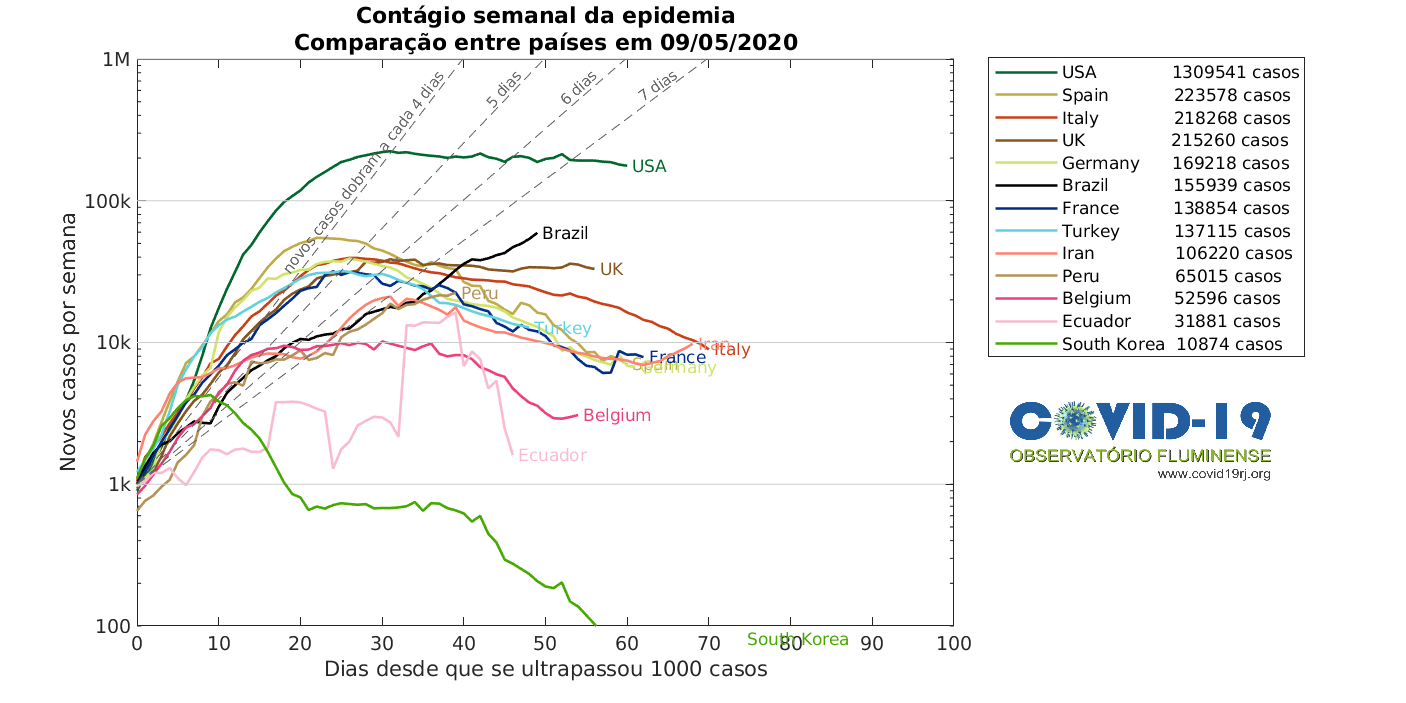 Contágio semanal da epidemia
Comparação entre países em 09/05/2020
Novos casos por semana
1M
100k
10k
1k
100
novos casos dobram a cada 4 dias
5 dias
6 dias
7 dias
USA
Brazil
UK
Peru
Turkey
Iran
Italy
France
Spain
Germany
Belgium
Ecuador
South Korea
0 10 20 30 40 50 60 70 80 90 100
Dias desde que se ultrapassou 1000 casos
USA 1309541 casos
Spain 223578 casos
Italy 218268 casos
UK 215260 casos
Germany 169218 casos
Brazil 155939 casos
France 138854 casos
Turkey 137115 casos
Iran 106220 casos
Peru 65015 casos
Belgium 52596 casos
Ecuador 31881 casos
South Korea 10874 casos
COVID-19
OBSERVATÓRIO FLUMINENSE
www.covid19rj.org